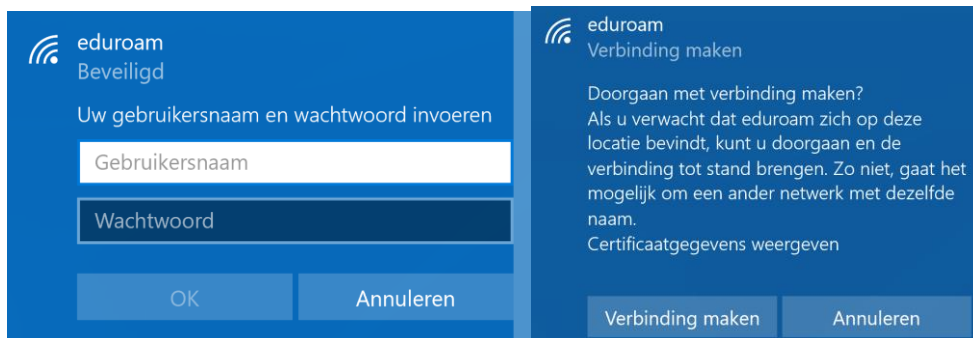 eduroam
Beveiligd
Uw gebruikersnaam en wachtwoord invoeren
Gebruikersnaam
Wachtwoord
OK
Annuleren
eduroam
Verbinding maken
Doorgaan met verbinding maken?
Als u verwacht dat eduroam zich op deze
locatie bevindt, kunt u doorgaan en de
verbinding tot stand brengen. Zo niet, gaat het
mogelijk om een ander netwerk met dezelfde
naam.
Certificaatgegevens weergeven
Verbinding maken
Annuleren